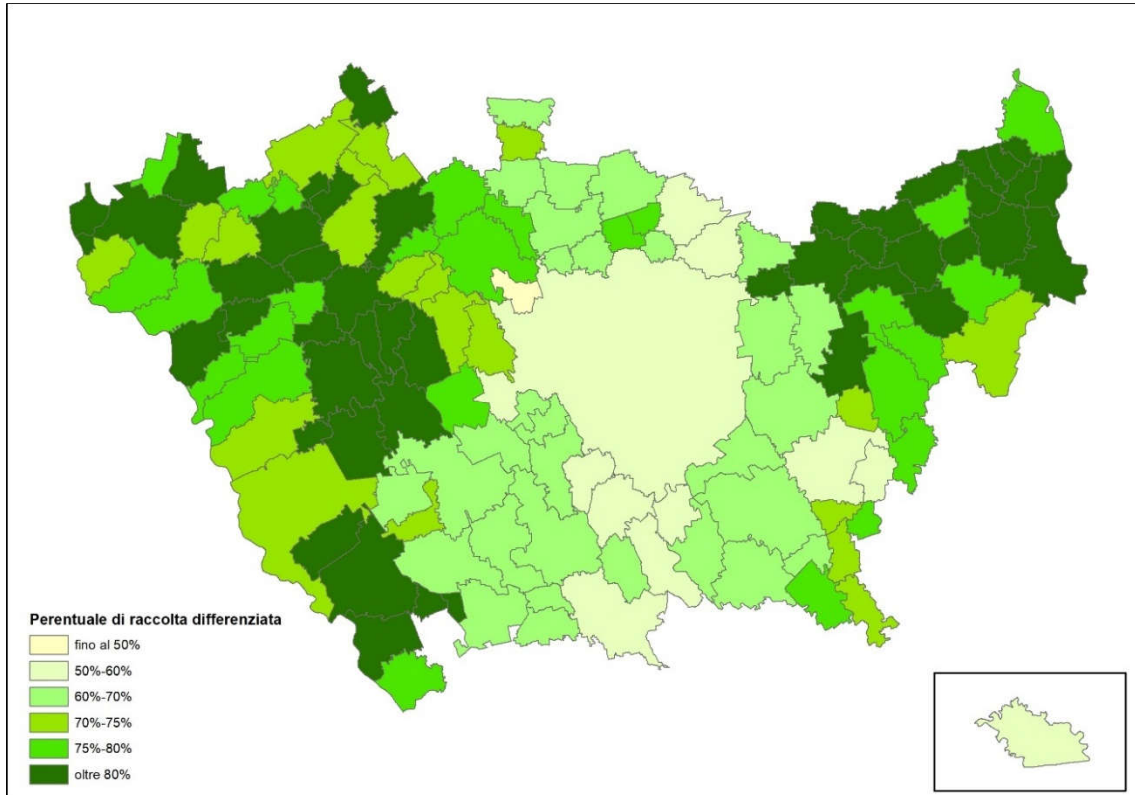 Perentuale di raccolta differenziata
fino al 50%
50%-60%
60%-70%
70%-75%
75%-80%
oltre 80%